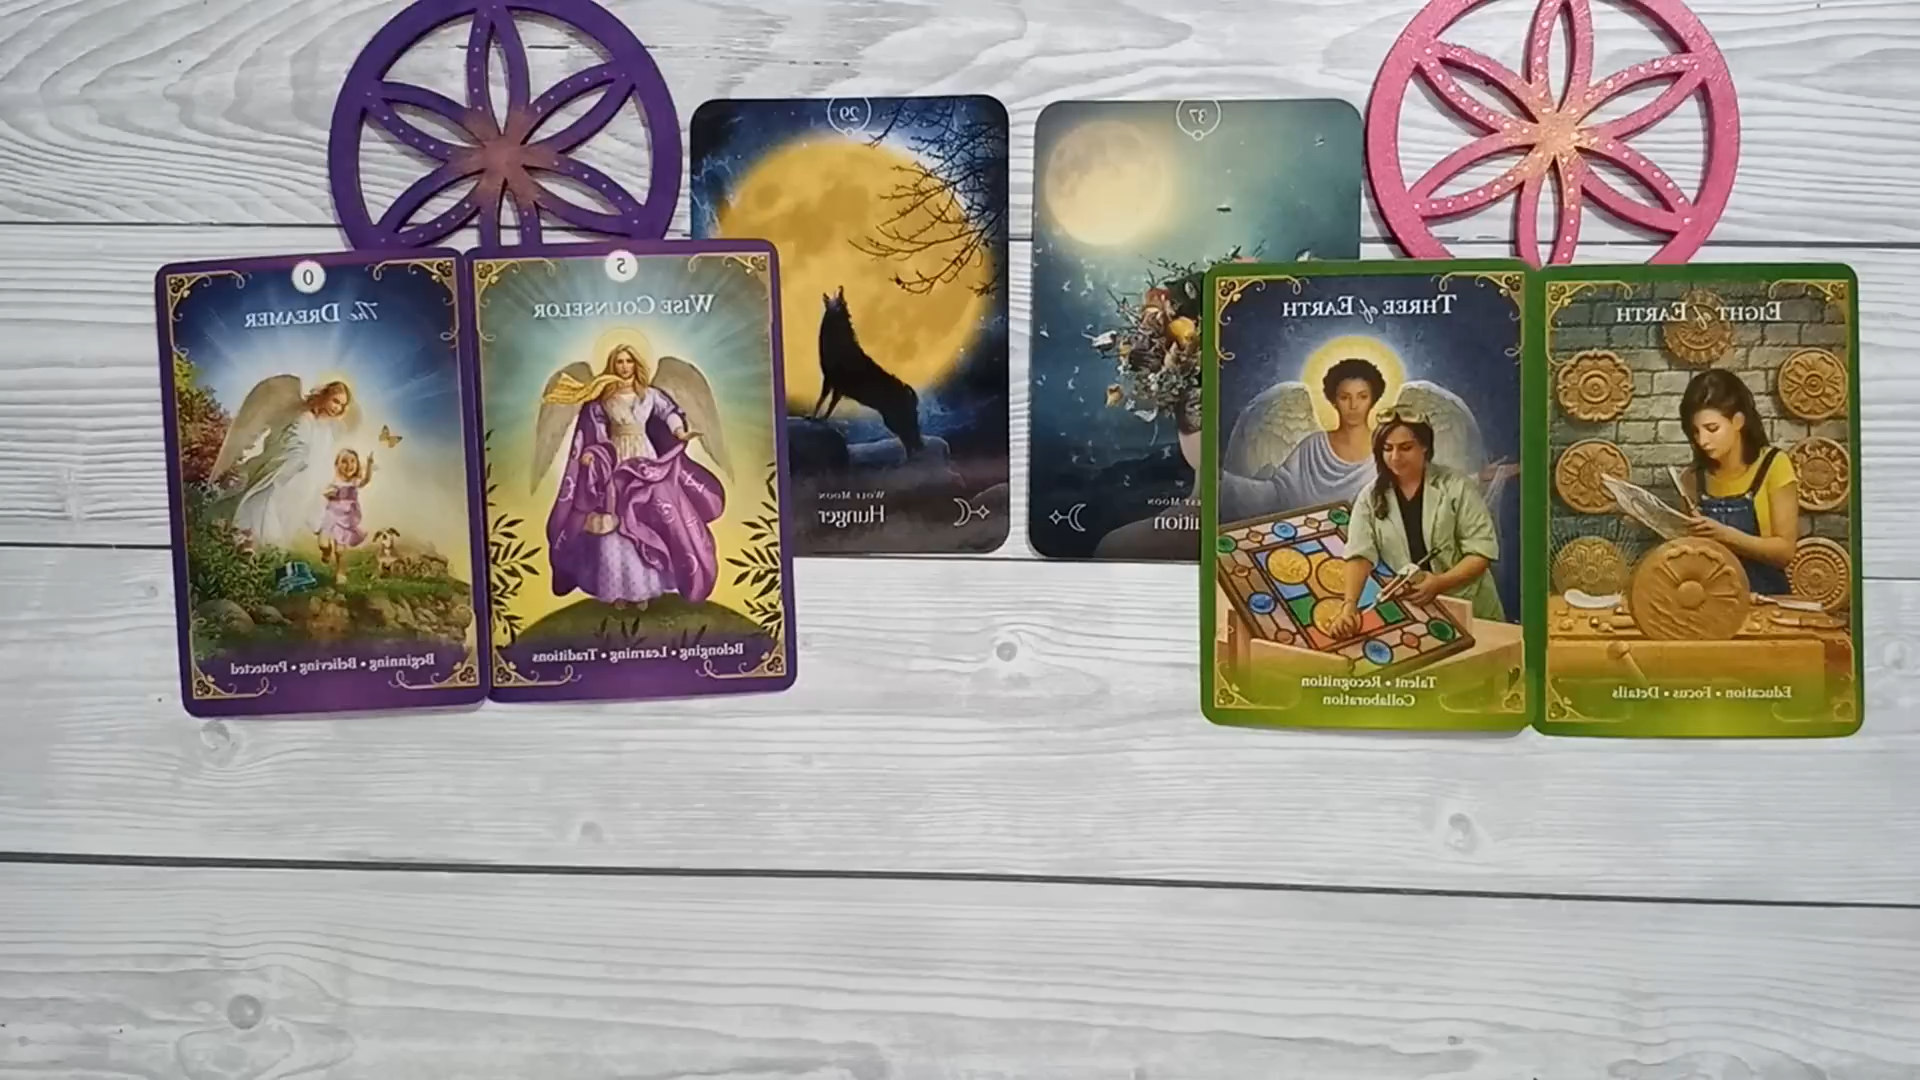 29
37
0
The DREAMER
Beginning • Believing • Protected
5
WISE COUNSELOR
Belonging • Learning • Traditions
WOLF MOON
Hunger
MOON
THREE of EARTH
Talent • Recognition
Collaboration
EIGHT of EARTH
Education • Focus • Details